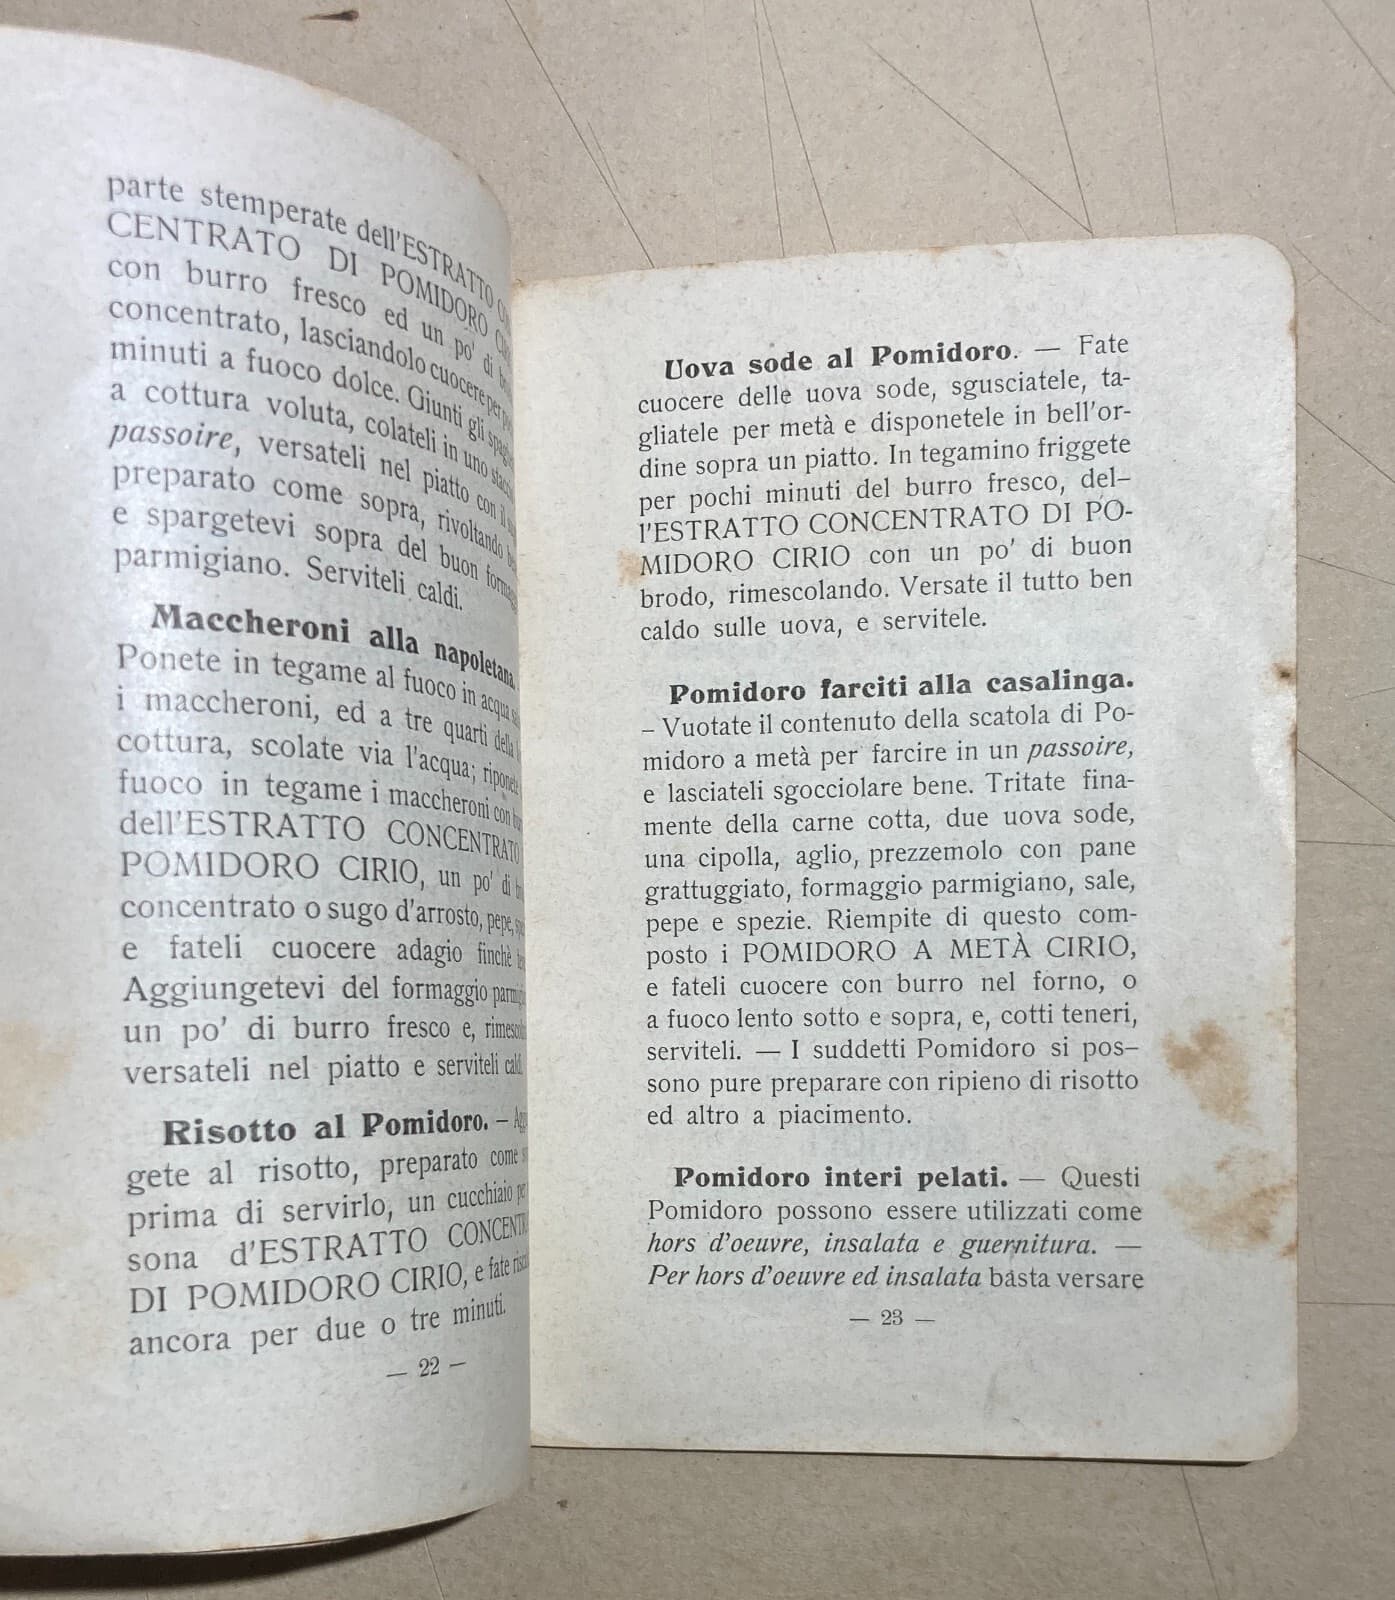 parte stemperate dell'ESTRATTO
CENTRATO DI POMIDORO
con burro fresco ed un po' di
concentrato, lasciandolo cuocere per
minuti a fuoco dolce. Giunti gli
a cottura voluta, colateli in uno
passoire, versateli nel piatto con il
preparato come sopra, rivoltando
e spargetevi sopra del buon
parmigiano. Serviteli caldi.
Maccheroni alla napoletana.
Ponete in tegame al fuoco in acqua
i maccheroni, ed a tre quarti della
cottura, scolate via l'acqua; riponete
fuoco in tegame i maccheroni con
dell'ESTRATTO CONCENTRATO
POMIDORO CIRIO, un po' di
concentrato o sugo d'arrosto, pepe,
e fateli cuocere adagio finchè
Aggiungetevi del formaggio
un po' di burro fresco e,
versateli nel piatto e serviteli
Risotto al Pomidoro. –
gete al risotto, preparato come
prima di servirlo, un cucchiaio
sona d'ESTRATTO
DI POMIDORO CIRIO, e fate
ancora per due o tre minuti.
— 22 —
Uova sode al Pomidoro. — Fate
cuocere delle uova sode, sgusciatele, ta-
gliatele per metà e disponetele in bell'or-
dine sopra un piatto. In tegamino friggete
per pochi minuti del burro fresco, del-
l'ESTRATTO CONCENTRATO DI PO-
MIDORO CIRIO con un po' di buon
brodo, rimescolando. Versate il tutto ben
caldo sulle uova, e servitele.
Pomidoro farciti alla casalinga.
– Vuotate il contenuto della scatola di Po-
midoro a metà per farcire in un passoire,
e lasciateli sgocciolare bene. Tritate fina-
mente della carne cotta, due uova sode,
una cipolla, aglio, prezzemolo con pane
grattuggiato, formaggio parmigiano, sale,
pepe e spezie. Riempite di questo com-
posto i POMIDORO A METÀ CIRIO,
e fateli cuocere con burro nel forno, o
a fuoco lento sotto e sopra, e, cotti teneri,
serviteli. — I suddetti Pomidoro si pos-
sono pure preparare con ripieno di risotto
ed altro a piacimento.
Pomidoro interi pelati. — Questi
Pomidoro possono essere utilizzati come
hors d'oeuvre, insalata e guernitura. —
Per hors d'oeuvre ed insalata basta versare
— 23 —